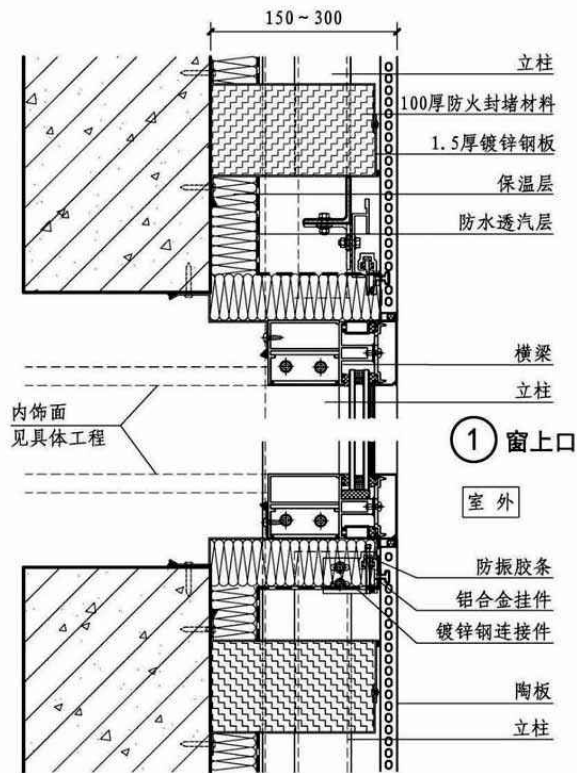 150～300
立柱
100厚防火封堵材料
1.5厚镀锌钢板
保温层
防水透汽层
横梁
立柱
内饰面
见具体工程
1 窗上口
室外
防振胶条
铝合金挂件
镀锌钢连接件
陶板
立柱